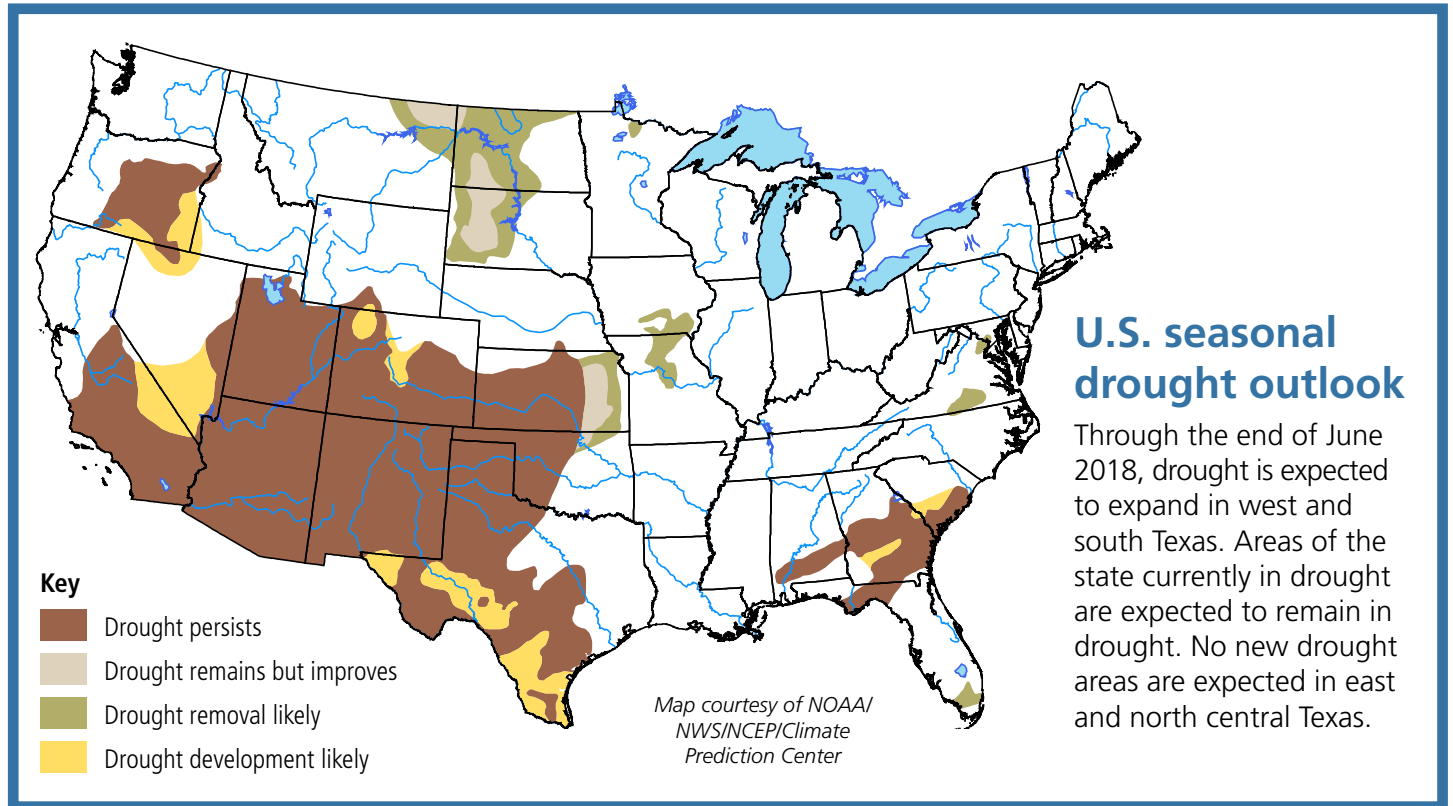 U.S. seasonal
drought outlook
Through the end of June
2018, drought is expected
to expand in west and
south Texas. Areas of the
state currently in drought
are expected to remain in
drought. No new drought
areas are expected in east
and north central Texas.
Key
Drought persists
Drought remains but improves
Drought removal likely
Drought development likely
Map courtesy of NOAA/
NWS/NCEP/Climate
Prediction Center